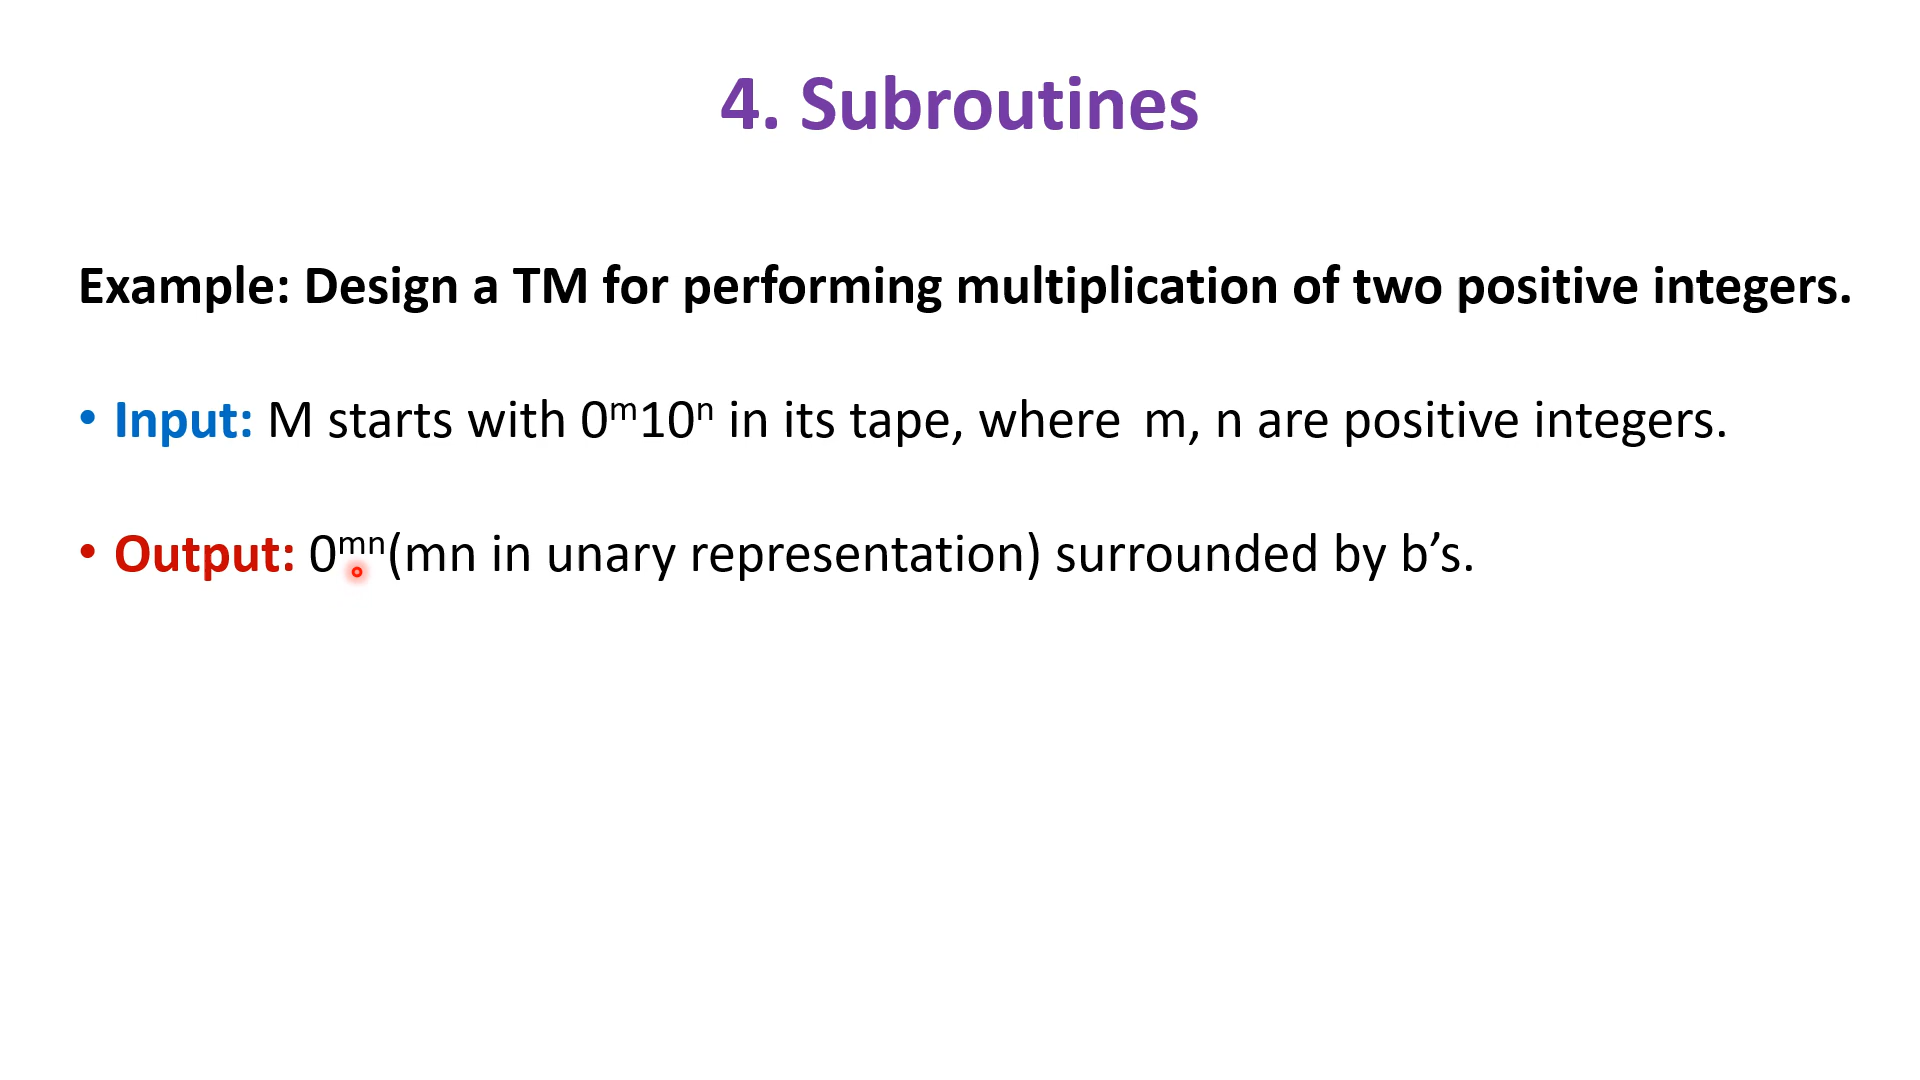 4. Subroutines
Example: Design a TM for performing multiplication of two positive integers.
• Input: M starts with 0ᵐ10ⁿ in its tape, where m, n are positive integers.
• Output: 0ᵐⁿ(mn in unary representation) surrounded by b’s.